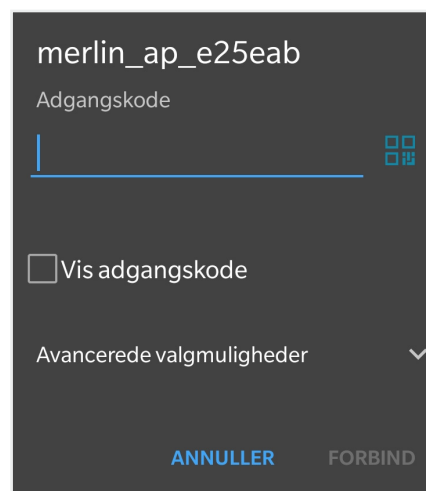 merlin_ap_e25eab
Adgangskode
Vis adgangskode
Avancerede valgmuligheder
ANNULLER FORBIND